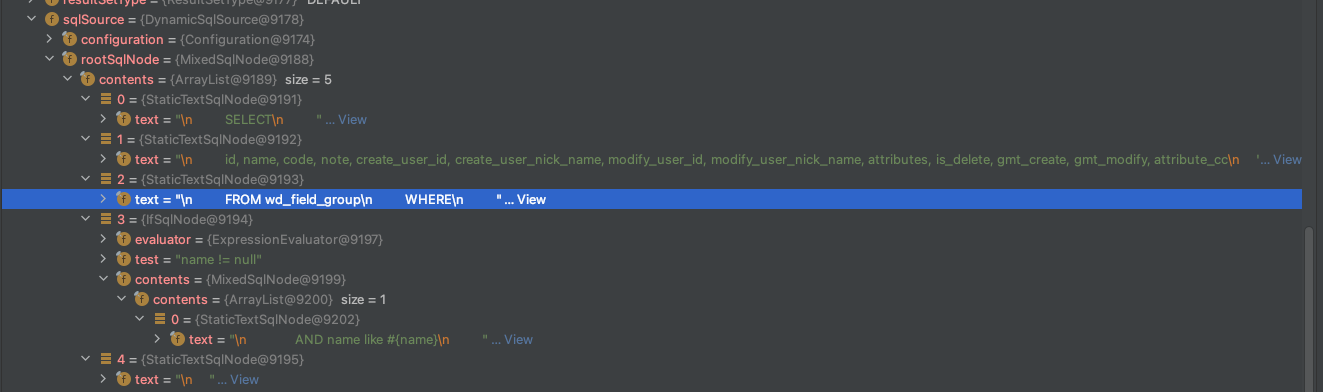 resultSetType = {ResultSetType@9177} "DEFAULT"
sqlSource = {DynamicSqlSource@9178}
configuration = {Configuration@9174}
rootSqlNode = {MixedSqlNode@9188}
contents = {ArrayList@9189} size = 5
0 = {StaticTextSqlNode@9191}
text = "\n SELECT\n " ... View
1 = {StaticTextSqlNode@9192}
text = "\n id, name, code, note, create_user_id, create_user_nick_name, modify_user_id, modify_user_nick_name, attributes, is_delete, gmt_create, gmt_modify, attribute_cc\n '... View
2 = {StaticTextSqlNode@9193}
text = "\n FROM wd_field_group\n WHERE\n " ... View
3 = {IfSqlNode@9194}
evaluator = {ExpressionEvaluator@9197}
test = "name != null"
contents = {MixedSqlNode@9199}
contents = {ArrayList@9200} size = 1
0 = {StaticTextSqlNode@9202}
text = "\n AND name like #{name}\n " ... View
4 = {StaticTextSqlNode@9195}
text = "\n " ... View